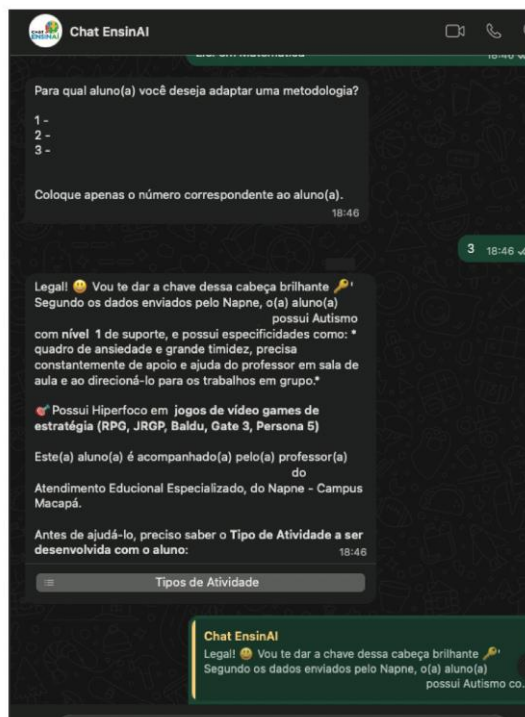 Chat EnsinAI
18:46
Para qual aluno(a) você deseja adaptar uma metodologia?
1 -
2 -
3 -
Coloque apenas o número correspondente ao aluno(a).
18:46
3 18:46
Legal! 😃 Vou te dar a chave dessa cabeça brilhante 🔑'
Segundo os dados enviados pelo Napne, o(a) aluno(a)
possui Autismo
com nível 1 de suporte, e possui especificidades como: *
quadro de ansiedade e grande timidez, precisa
constantemente de apoio e ajuda do professor em sala de
aula e ao direcioná-lo para os trabalhos em grupo.*
🎯 Possui Hiperfoco em jogos de vídeo games de
estratégia (RPG, JRGP, Baldu, Gate 3, Persona 5)
Este(a) aluno(a) é acompanhado(a) pelo(a) professor(a)
do
Atendimento Educacional Especializado, do Napne - Campus
Macapá.
Antes de ajudá-lo, preciso saber o Tipo de Atividade a ser
desenvolvida com o aluno:
18:46
Tipos de Atividade
Chat EnsinAI
Legal! 😃 Vou te dar a chave dessa cabeça brilhante 🔑'
Segundo os dados enviados pelo Napne, o(a) aluno(a)
possui Autismo co...